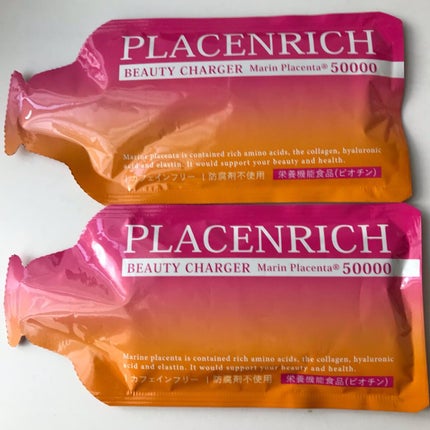 PLACENRICH
BEAUTY CHARGER Marin Placenta® 50000
Marine placenta is contained rich amino acids, the collagen, hyaluronic
acid and elastin. It would support your beauty and health.
カフェインフリー | 防腐剤不使用 栄養機能食品(ビオチン)
PLACENRICH
BEAUTY CHARGER Marin Placenta® 50000
Marine placenta is contained rich amino acids, the collagen, hyaluronic
acid and elastin. It would support your beauty and health.
カフェインフリー | 防腐剤不使用 栄養機能食品(ビオチン)